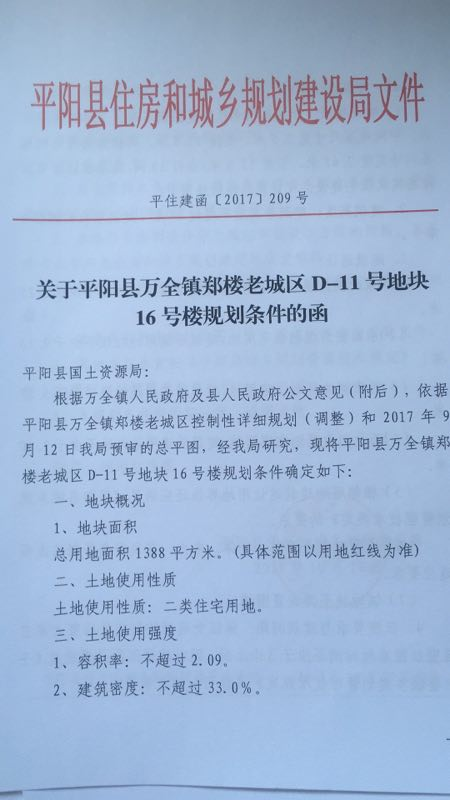 平阳县住房和城乡规划建设局文件
平住建函〔2017〕209 号
关于平阳县万全镇郑楼老城区 D-11 号地块
16 号楼规划条件的函
平阳县国土资源局:
根据万全镇人民政府及县人民政府公文意见（附后），依据
平阳县万全镇郑楼老城区控制性详细规划（调整）和 2017 年 9
月 12 日我局预审的总平图，经我局研究，现将平阳县万全镇郑
楼老城区 D-11 号地块 16 号楼规划条件确定如下：
一、地块概况
1、地块面积
总用地面积 1388 平方米。(具体范围以用地红线为准)
二、土地使用性质
土地使用性质：二类住宅用地。
三、土地使用强度
1、容积率：不超过 2.09。
2、建筑密度：不超过 33.0%。